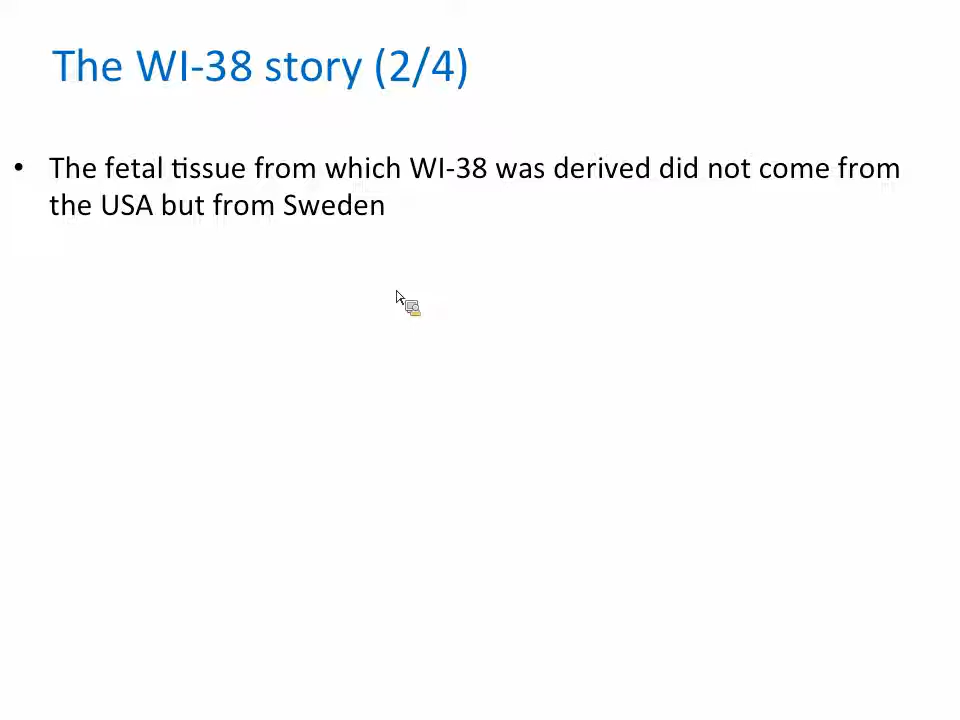 The WI-38 story (2/4)
• The fetal tissue from which WI-38 was derived did not come from
the USA but from Sweden